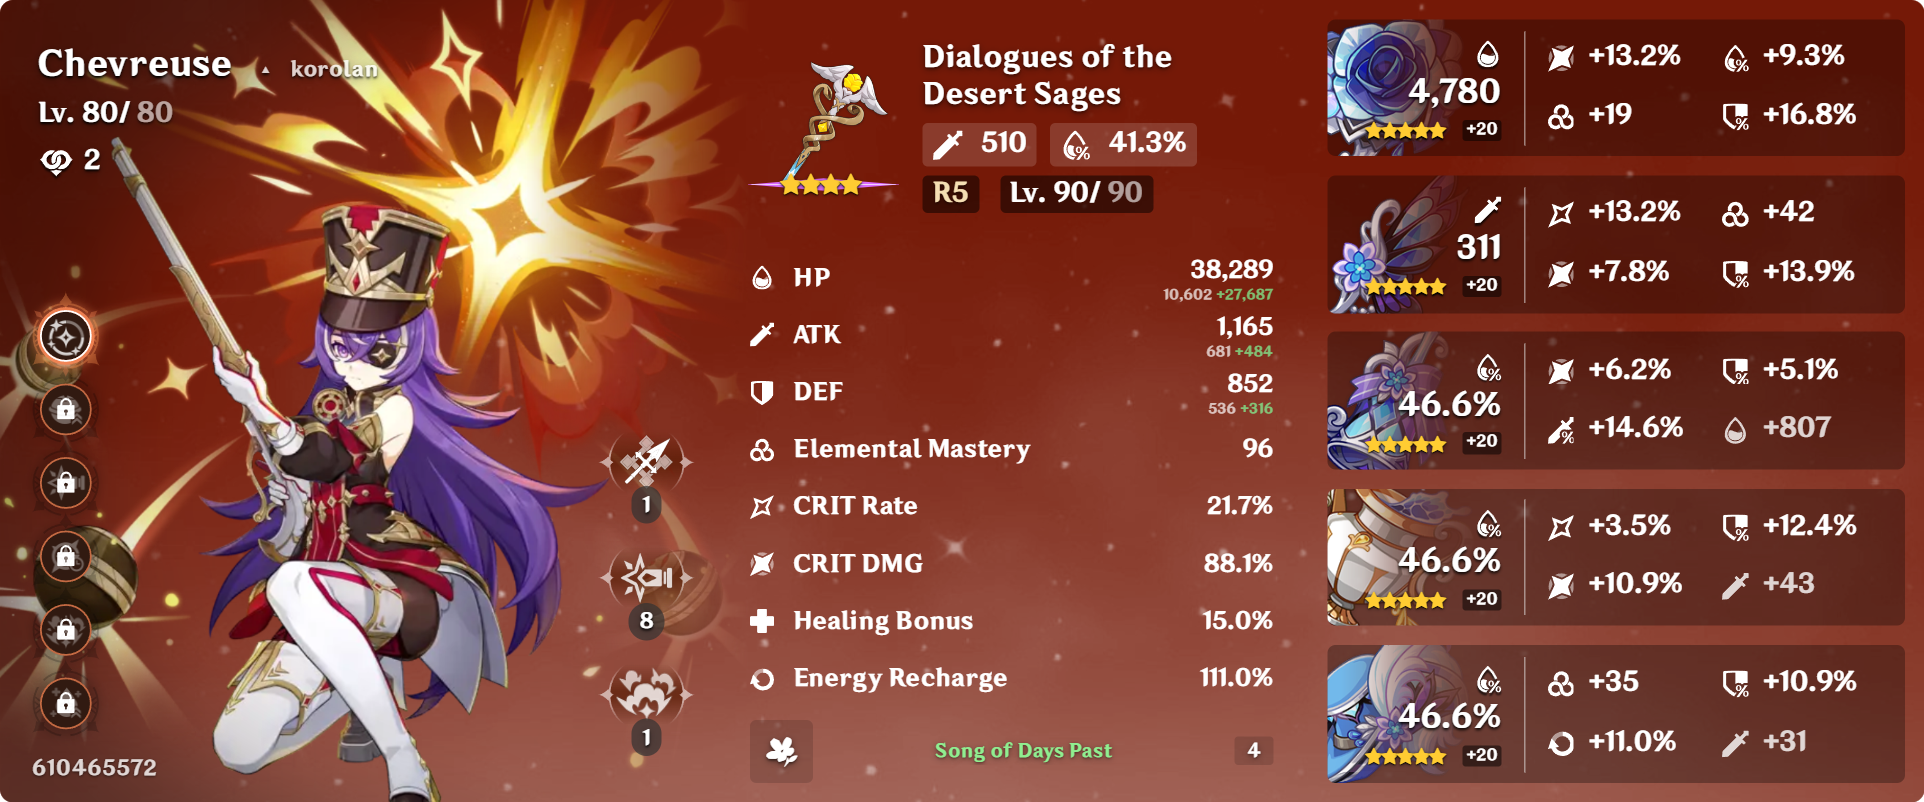 Chevreuse korolan
Lv. 80/ 80
2
1
8
1
610465572
Dialogues of the
Desert Sages
510 41.3%
R5 Lv. 90/ 90
HP 38,289
10,602 +27,687
ATK 1,165
681 +484
DEF 852
536 +316
Elemental Mastery 96
CRIT Rate 21.7%
CRIT DMG 88.1%
Healing Bonus 15.0%
Energy Recharge 111.0%
Song of Days Past 4
4,780
+20
+13.2% +9.3%
+19 +16.8%
311
+20
+13.2% +42
+7.8% +13.9%
46.6%
+20
+6.2% +5.1%
+14.6% +807
46.6%
+20
+3.5% +12.4%
+10.9% +43
46.6%
+20
+35 +10.9%
+11.0% +31